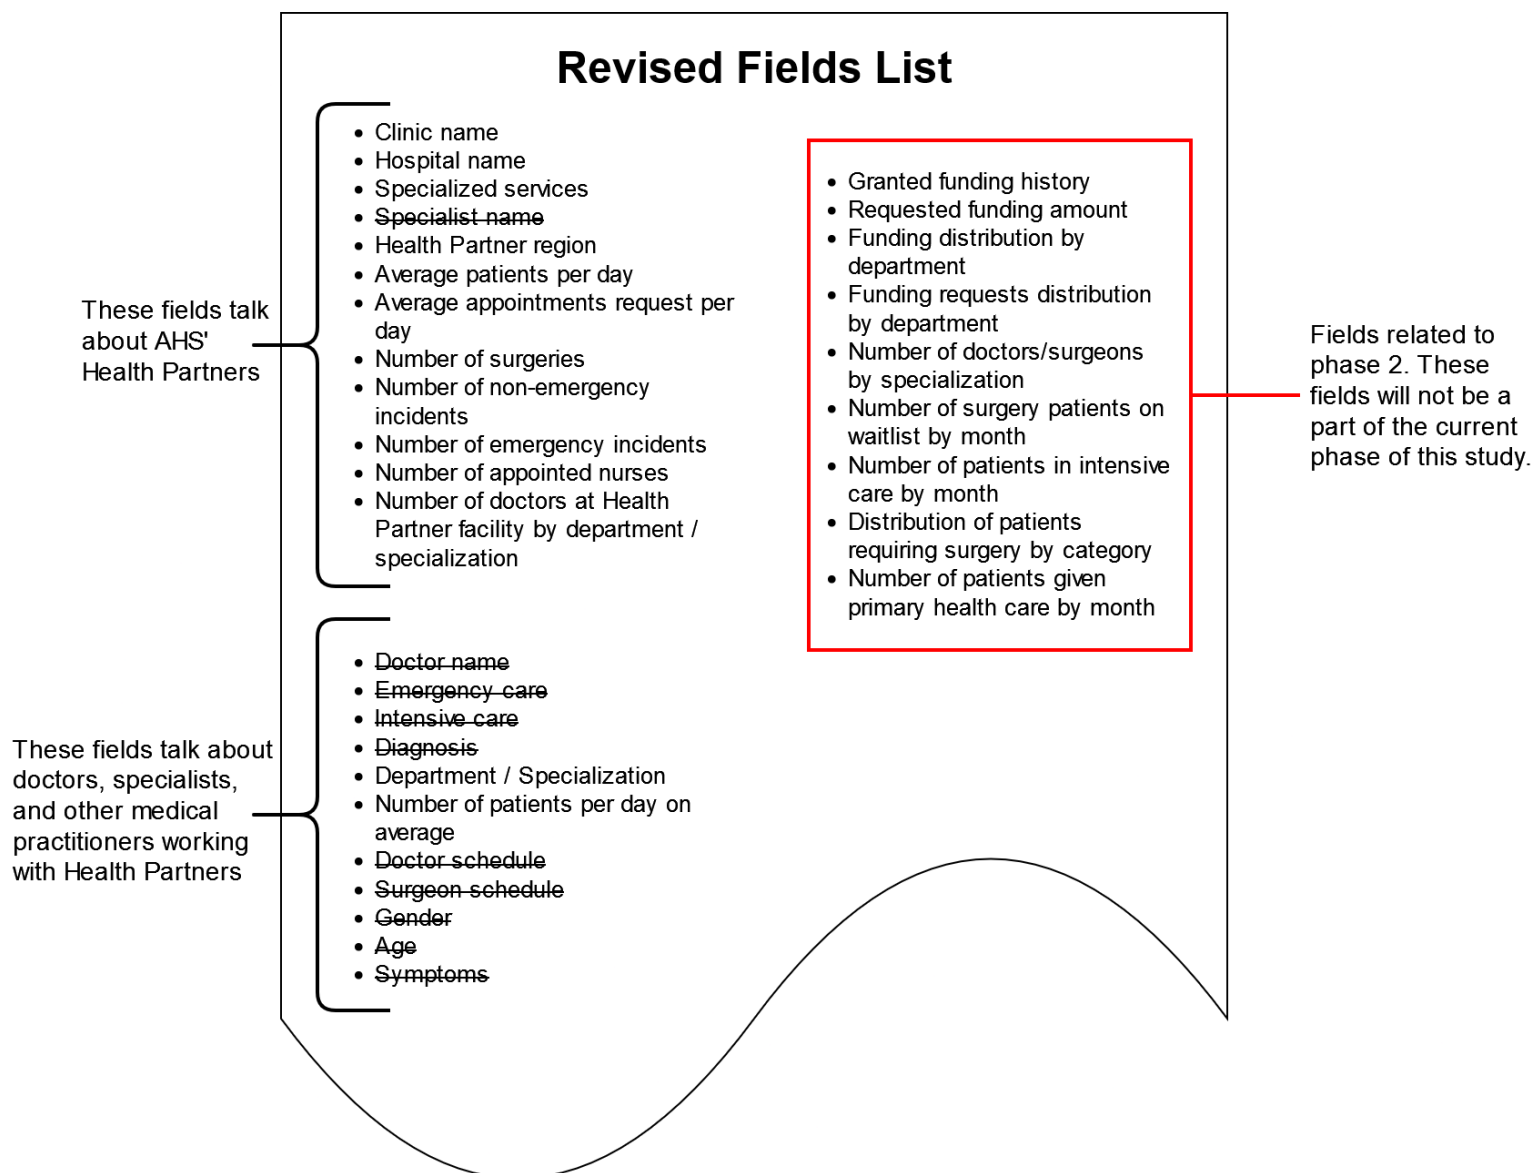 Revised Fields List
These fields talk
about AHS'
Health Partners
• Clinic name
• Hospital name
• Specialized services
• Specialist name
• Health Partner region
• Average patients per day
• Average appointments request per
day
• Number of surgeries
• Number of non-emergency
incidents
• Number of emergency incidents
• Number of appointed nurses
• Number of doctors at Health
Partner facility by department /
specialization
These fields talk about
doctors, specialists,
and other medical
practitioners working
with Health Partners
• Doctor name
• Emergency care
• Intensive care
• Diagnosis
• Department / Specialization
• Number of patients per day on
average
• Doctor schedule
• Surgeon schedule
• Gender
• Age
• Symptoms
• Granted funding history
• Requested funding amount
• Funding distribution by
department
• Funding requests distribution
by department
• Number of doctors/surgeons
by specialization
• Number of surgery patients on
waitlist by month
• Number of patients in intensive
care by month
• Distribution of patients
requiring surgery by category
• Number of patients given
primary health care by month
Fields related to
phase 2. These
fields will not be a
part of the current
phase of this study.